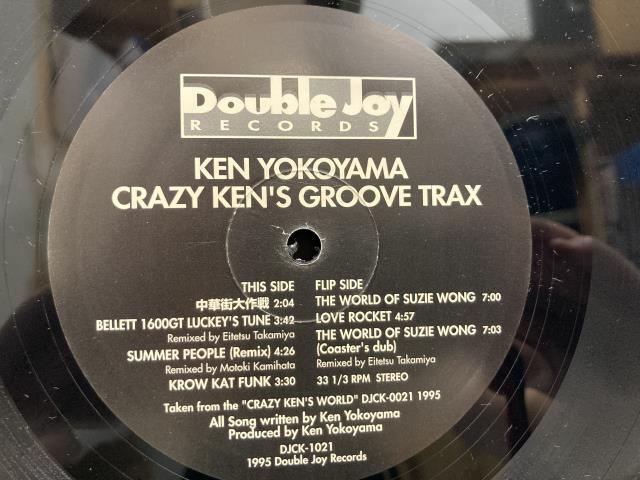 Double Joy
RECORDS
KEN YOKOYAMA
CRAZY KEN'S GROOVE TRAX
THIS SIDE
中華街大作戦 2:04
BELLETT 1600GT LUCKEY'S TUNE 3:42
Remixed by Eitetsu Takamiya
SUMMER PEOPLE (Remix) 4:26
Remixed by Motoki Kamihata
KROW KAT FUNK 3:30
FLIP SIDE
THE WORLD OF SUZIE WONG 7:00
LOVE ROCKET 4:57
THE WORLD OF SUZIE WONG 7:03
(Coaster's dub)
Remixed by Eitetsu Takamiya
33 1/3 RPM STEREO
Taken from the "CRAZY KEN'S WORLD" DJCK-0021 1995
All Song written by Ken Yokoyama
Produced by Ken Yokoyama
DJCK-1021
1995 Double Joy Records